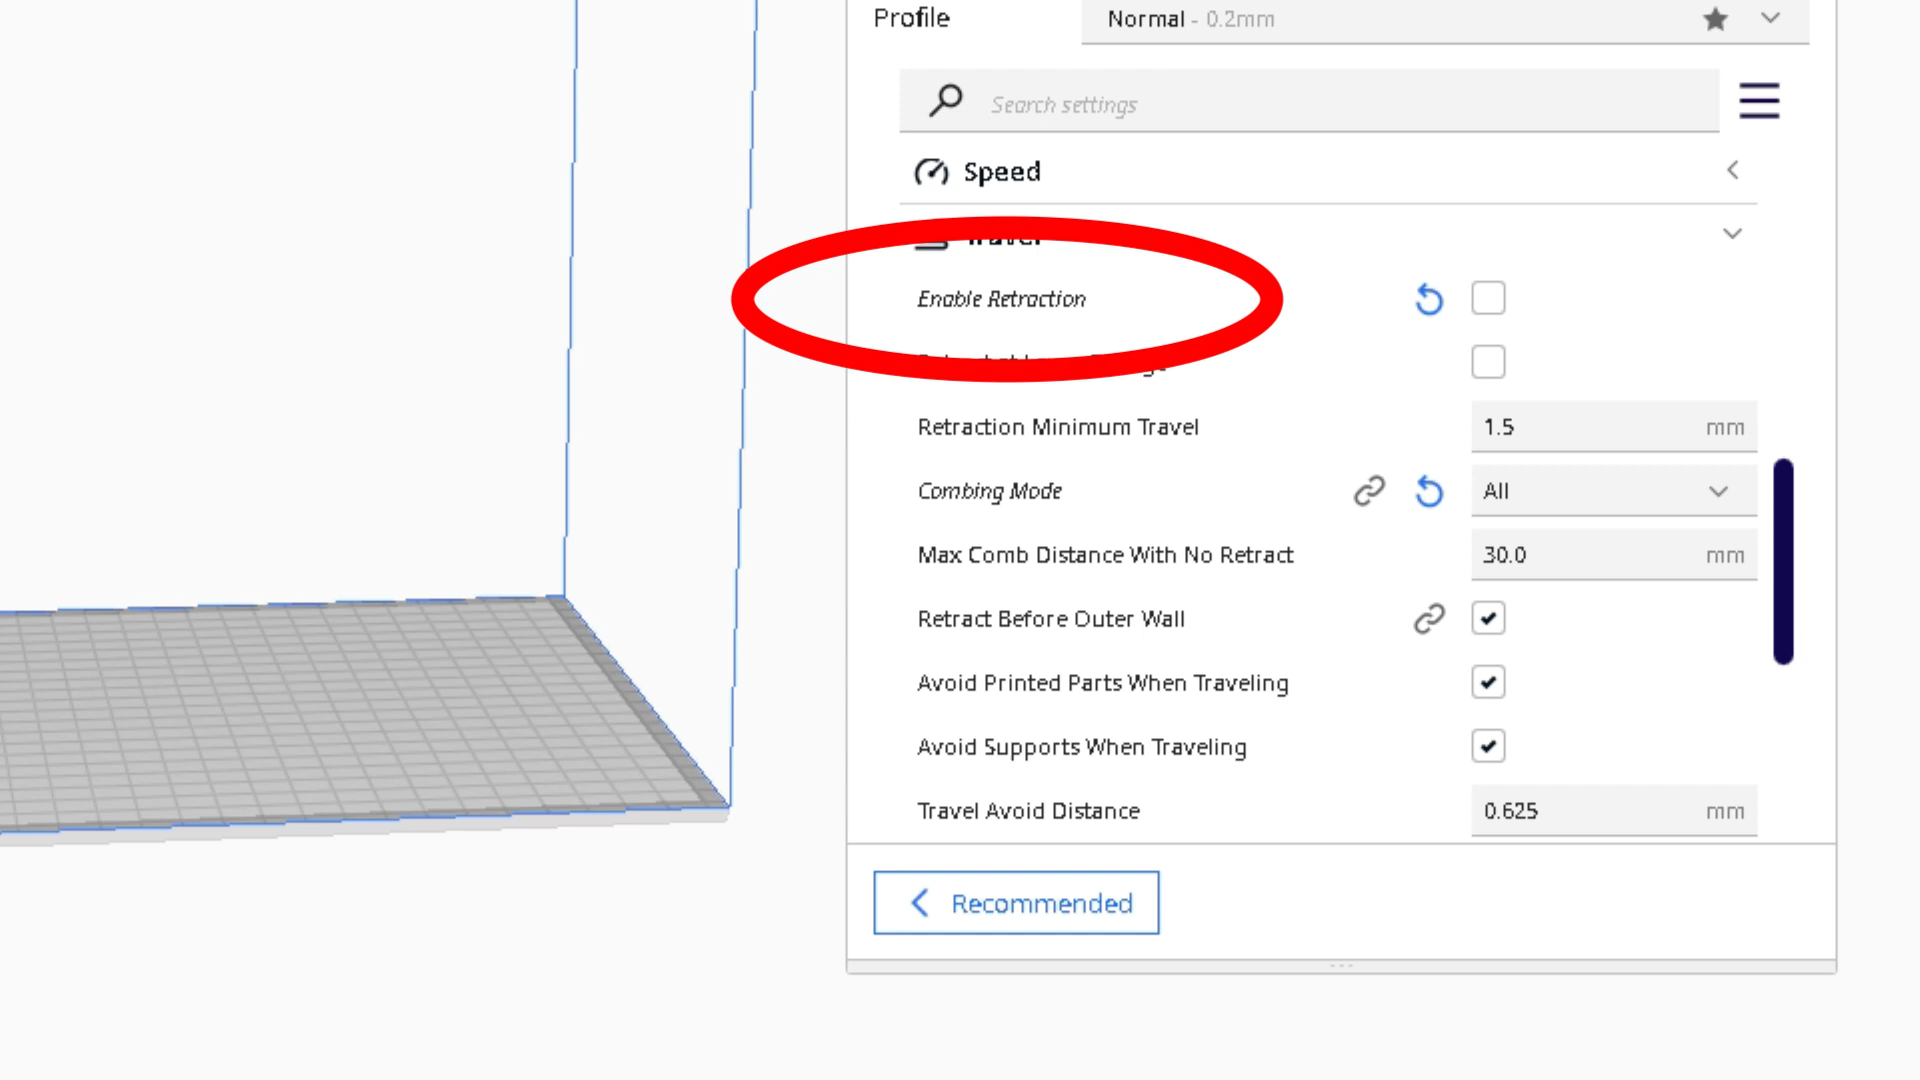 Profile
Normal - 0.2mm
Search settings
Speed
Travel
Enable Retraction
Retraction Minimum Travel
1.5 mm
Combing Mode
All
Max Comb Distance With No Retract
30.0 mm
Retract Before Outer Wall
Avoid Printed Parts When Traveling
Avoid Supports When Traveling
Travel Avoid Distance
0.625 mm
Recommended